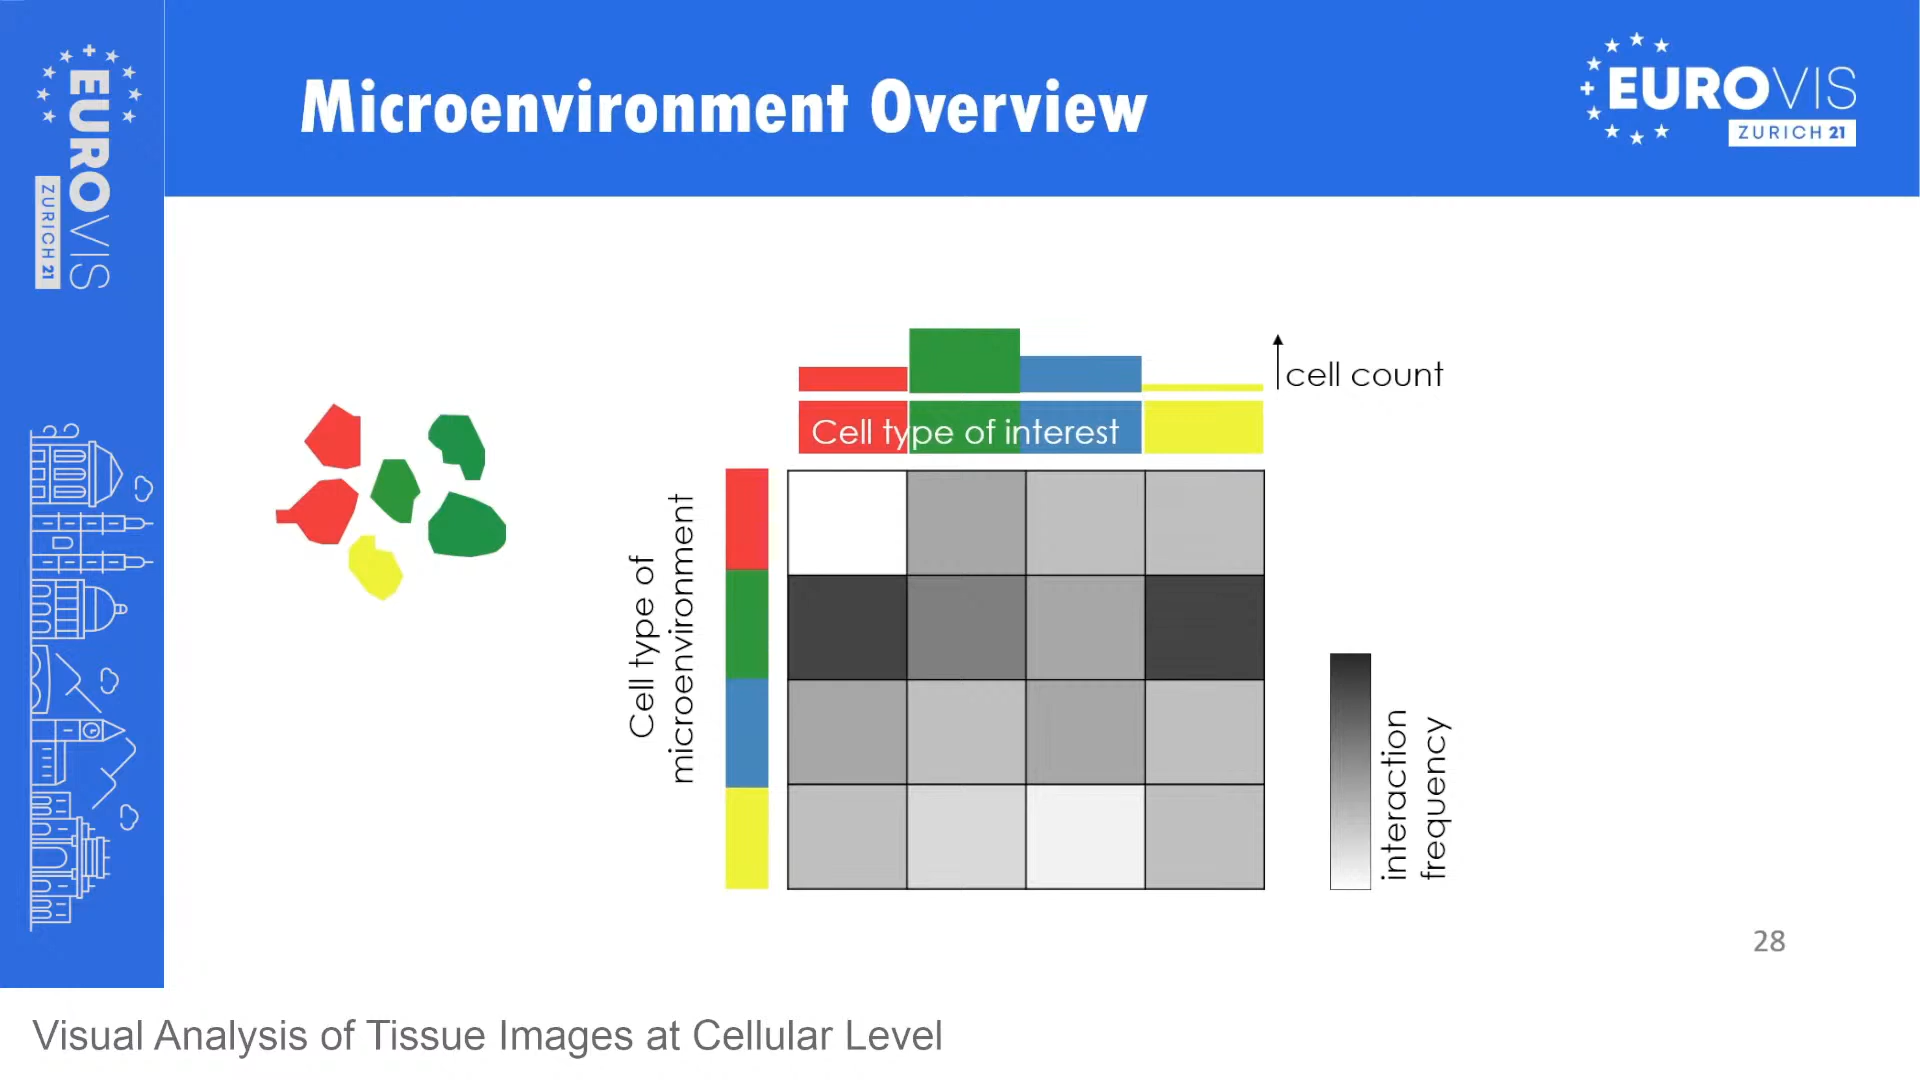 EUROVIS
ZURICH 21
Microenvironment Overview
EUROVIS
ZURICH 21
cell count
Cell type of interest
Cell type of
microenvironment
interaction
frequency
28
Visual Analysis of Tissue Images at Cellular Level